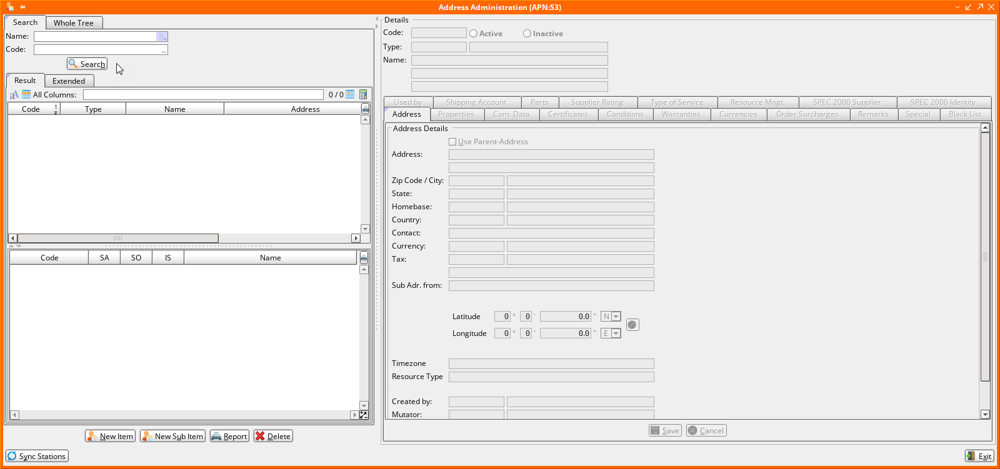 Address Administration (APN:53)
Search Whole Tree
Name:
Code:
Search
Result Extended
All Columns: 0 / 0
Code 1 Type Name Address
Code SA SO IS Name
New Item New Sub Item Report Delete
Sync Stations
Details
Code: Active Inactive
Type:
Name:
Used by Shipping Account Parts Supplier Rating Type of Service Resource Mngt. SPEC 2000 Supplier SPEC 2000 Identity
Address Properties Com. Data Certificates Conditions Warranties Currencies Order Surcharges Remarks Special Black List
Address Details
Use Parent-Address
Address:
Zip Code / City:
State:
Homebase:
Country:
Contact:
Currency:
Tax:
Sub Adr. from:
Latitude 0 ° 0 ' 0.0 " N
Longitude 0 ° 0 ' 0.0 " E
Timezone
Resource Type
Created by:
Mutator:
Save Cancel
Exit